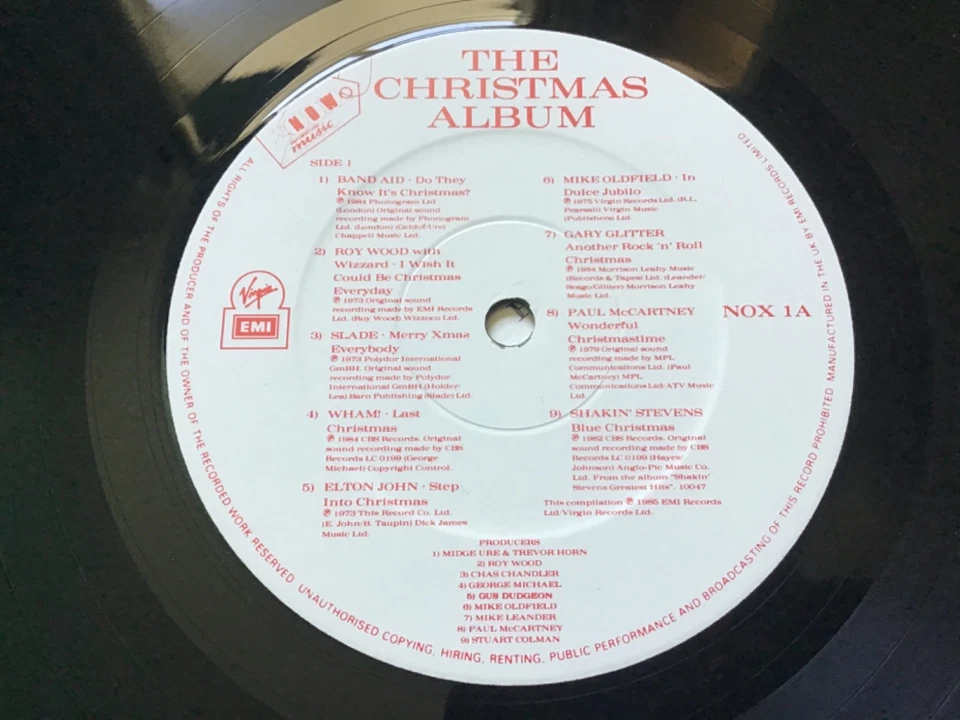 THE
CHRISTMAS
ALBUM
NOW
music
SIDE 1
1) BAND AID · Do They
Know It's Christmas?
℗ 1984 Phonogram Ltd
(London) Original sound
recording made by Phonogram
Ltd. (London) (Geldof/Ure)
Chappell Music Ltd.
2) ROY WOOD with
Wizzard · I Wish It
Could Be Christmas
Everyday
℗ 1973 Original sound
recording made by EMI Records
Ltd. (Roy Wood) Wizzoco Ltd.
3) SLADE · Merry Xmas
Everybody
℗ 1973 Polydor International
GmBH. Original sound
recording made by Polydor
International GmBH.(Holder/
Lea) Barn Publishing (Slade) Ltd.
4) WHAM! · Last
Christmas
℗ 1984 CBS Records. Original
sound recording made by CBS
Records LC 0199 (George
Michael) Copyright Control.
5) ELTON JOHN · Step
Into Christmas
℗ 1973 This Record Co. Ltd.
(E. John/B. Taupin) Dick James
Music Ltd.
6) MIKE OLDFIELD · In
Dulce Jubilo
℗ 1975 Virgin Records Ltd. (R.L.
Pearsall) Virgin Music
(Publishers) Ltd.
7) GARY GLITTER
Another Rock 'n' Roll
Christmas
℗ 1984 Morrison Leahy Music
(Records & Tapes) Ltd. (Leander/
Seago/Glitter) Morrison Leahy
Music Ltd.
8) PAUL McCARTNEY
Wonderful
Christmastime
℗ 1979 Original sound
recording made by MPL
Communications Ltd. (Paul
McCartney) MPL
Communications Ltd/ATV Music
Ltd.
9) SHAKIN' STEVENS
Blue Christmas
℗ 1982 CBS Records. Original
sound recording made by CBS
Records LC 0199 (Hayes/
Johnson) Anglo-Pic Music Co.
Ltd. From the album "Shakin'
Stevens Greatest Hits". 10047
This compilation ℗ 1985 EMI Records
Ltd/Virgin Records Ltd.
NOX 1A
Virgin
EMI
PRODUCERS
1) MIDGE URE & TREVOR HORN
2) ROY WOOD
3) CHAS CHANDLER
4) GEORGE MICHAEL
5) GUS DUDGEON
6) MIKE OLDFIELD
7) MIKE LEANDER
8) PAUL McCARTNEY
9) STUART COLMAN
ALL RIGHTS OF THE PRODUCER AND OF THE OWNER OF THE RECORDED WORK RESERVED. UNAUTHORISED COPYING, HIRING, RENTING, PUBLIC PERFORMANCE AND BROADCASTING OF THIS RECORD PROHIBITED. MANUFACTURED IN THE UK BY EMI RECORDS LIMITED